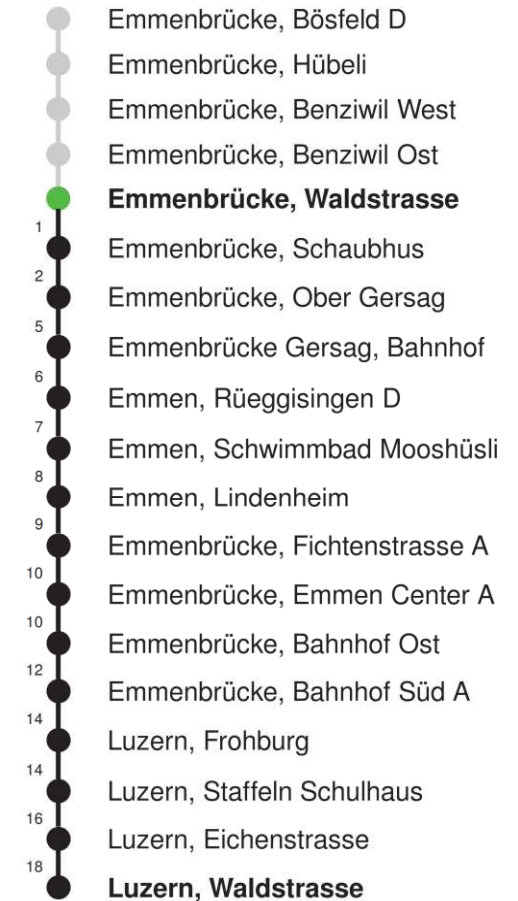 Emmenbrücke, Bösfeld D
Emmenbrücke, Hübeli
Emmenbrücke, Benziwil West
Emmenbrücke, Benziwil Ost
Emmenbrücke, Waldstrasse
1
Emmenbrücke, Schaubhus
2
Emmenbrücke, Ober Gersag
5
Emmenbrücke Gersag, Bahnhof
6
Emmen, Rüeggisingen D
7
Emmen, Schwimmbad Mooshüsli
8
Emmen, Lindenheim
9
Emmenbrücke, Fichtenstrasse A
10
Emmenbrücke, Emmen Center A
10
Emmenbrücke, Bahnhof Ost
12
Emmenbrücke, Bahnhof Süd A
14
Luzern, Frohburg
14
Luzern, Staffeln Schulhaus
16
Luzern, Eichenstrasse
18
Luzern, Waldstrasse